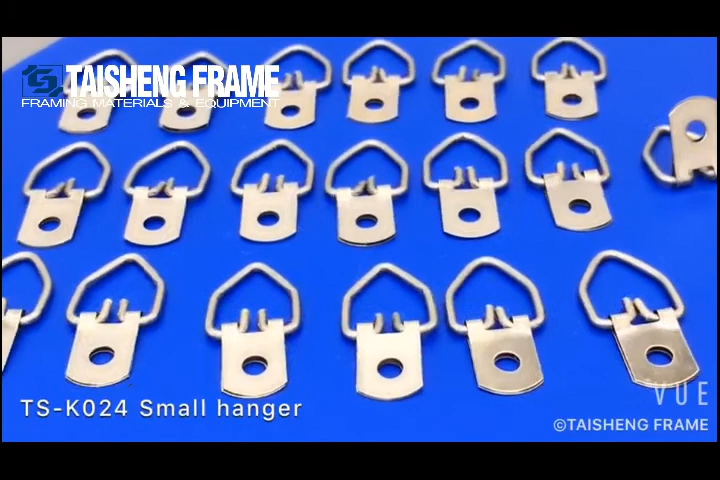 TAISHENG FRAME
FRAMING MATERIALS & EQUIPMENT
TS-K024 Small hanger
VUE
©TAISHENG FRAME